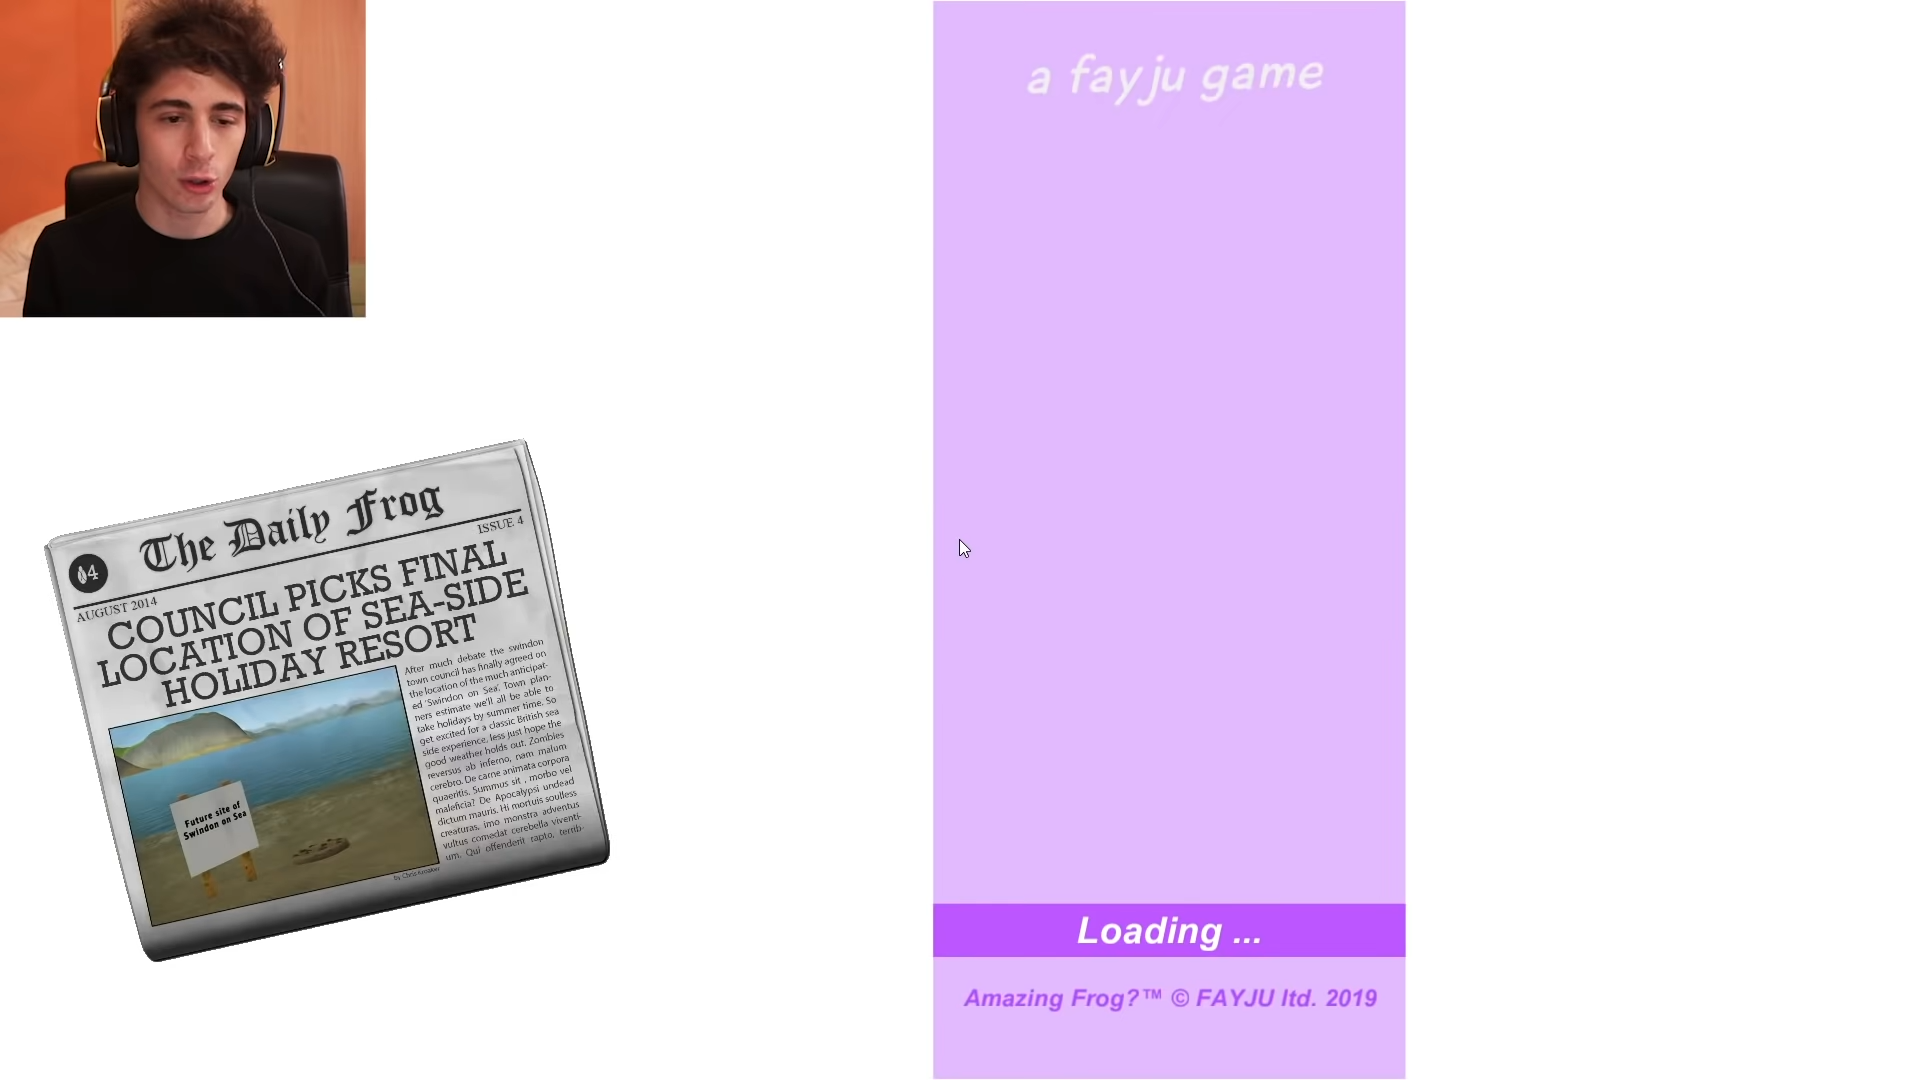 a fayju game
The Daily Frog
ISSUE 4
AUGUST 2014
COUNCIL PICKS FINAL
LOCATION OF SEA-SIDE
HOLIDAY RESORT
After much debate the swindon
town council has finally agreed on
the location of the much anticipat-
ed 'Swindon on Sea'. Town plan-
ners estimate we'll all be able to
take holidays by summer time. So
get excited for a classic British sea
side experience, less just hope the
good weather holds out. Zombies
reversus ab inferno, nam malum
cerebro. De carne animata corpora
quaeritis. Summus sit , morbo vel
maleficia? De Apocalypsi undead
dictum mauris. Hi mortuis soulless
creaturas, imo monstra adventus
vultus comedat cerebella viventi-
um. Qui offenderit rapto, terrib-
Future site of
Swindon on Sea
Loading ...
Amazing Frog?™ © FAYJU ltd. 2019